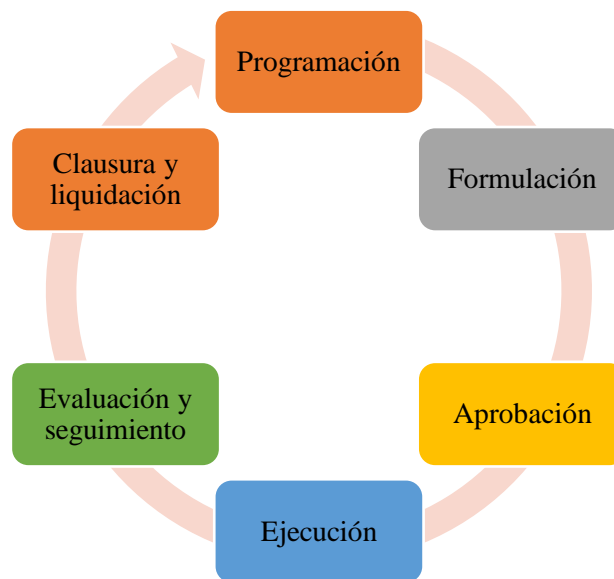 Programación
Formulación
Aprobación
Ejecución
Evaluación y
seguimiento
Clausura y
liquidación